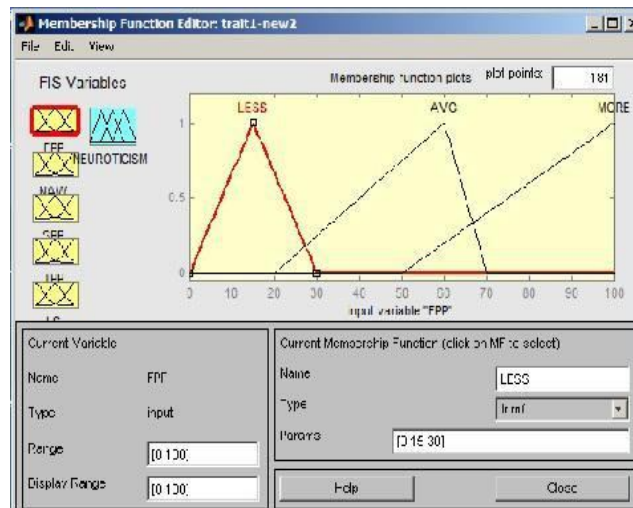 Membership Function Editor: trait1-new2
File Edit View
FIS Variables
Membership function plots
plot points:
181
LESS
AVG
MORE
NEUROTICISM
1
0.5
0
0 10 20 30 40 50 60 70 80 90 100
input variable "FPP"
Current Variable
Name
FPP
Type
input
Range
[0 100]
Display Range
[0 100]
Current Membership Function (click on MF to select)
Name
LESS
Type
trimf
Params
[0 15 30]
Help
Close